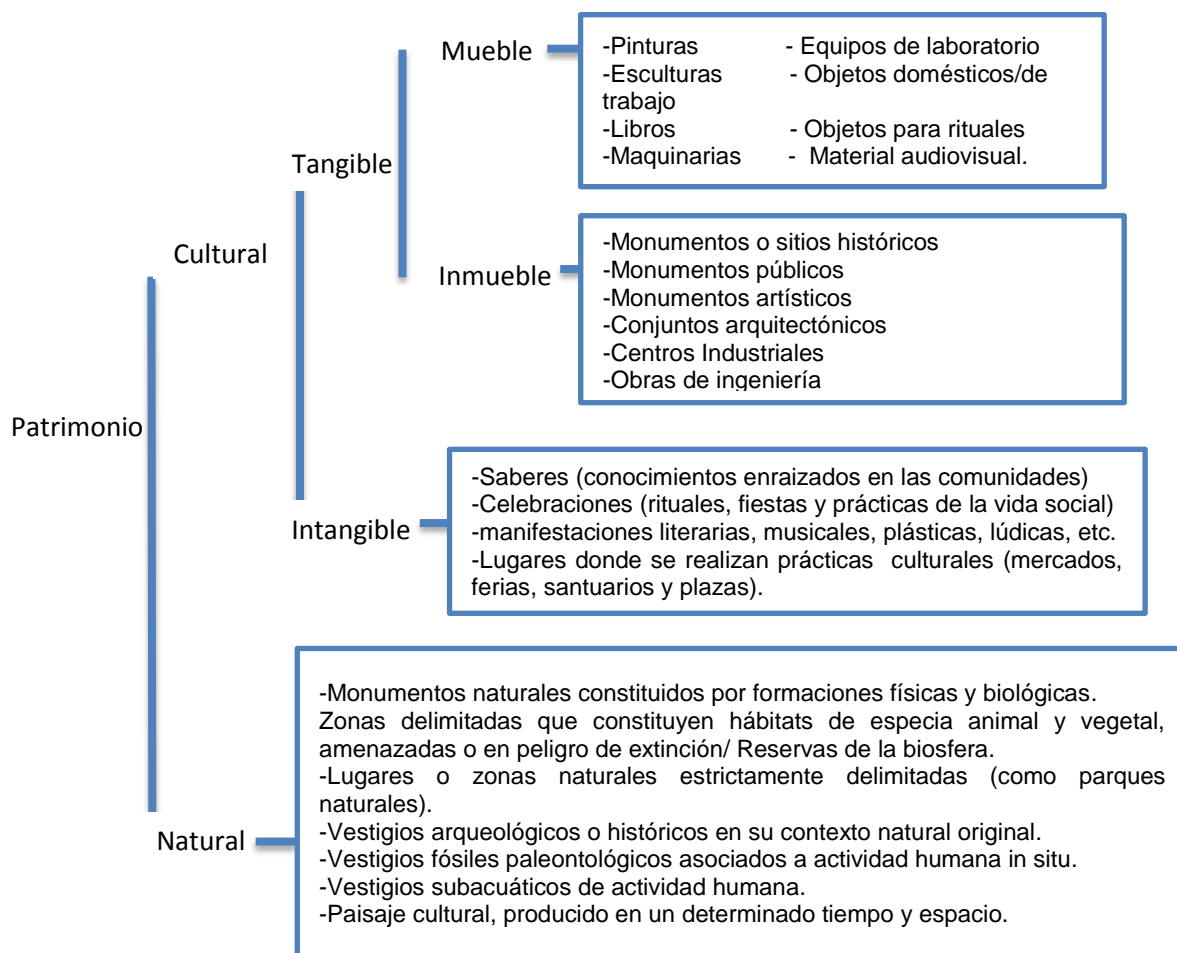 Mueble
-Pinturas - Equipos de laboratorio
-Esculturas - Objetos domésticos/de
trabajo
-Libros - Objetos para rituales
-Maquinarias - Material audiovisual.
Tangible
Cultural
Inmueble
-Monumentos o sitios históricos
-Monumentos públicos
-Monumentos artísticos
-Conjuntos arquitectónicos
-Centros Industriales
-Obras de ingeniería
Patrimonio
Intangible
-Saberes (conocimientos enraizados en las comunidades)
-Celebraciones (rituales, fiestas y prácticas de la vida social)
-manifestaciones literarias, musicales, plásticas, lúdicas, etc.
-Lugares donde se realizan prácticas culturales (mercados,
ferias, santuarios y plazas).
Natural
-Monumentos naturales constituidos por formaciones físicas y biológicas.
Zonas delimitadas que constituyen hábitats de especia animal y vegetal,
amenazadas o en peligro de extinción/ Reservas de la biosfera.
-Lugares o zonas naturales estrictamente delimitadas (como parques
naturales).
-Vestigios arqueológicos o históricos en su contexto natural original.
-Vestigios fósiles paleontológicos asociados a actividad humana in situ.
-Vestigios subacuáticos de actividad humana.
-Paisaje cultural, producido en un determinado tiempo y espacio.